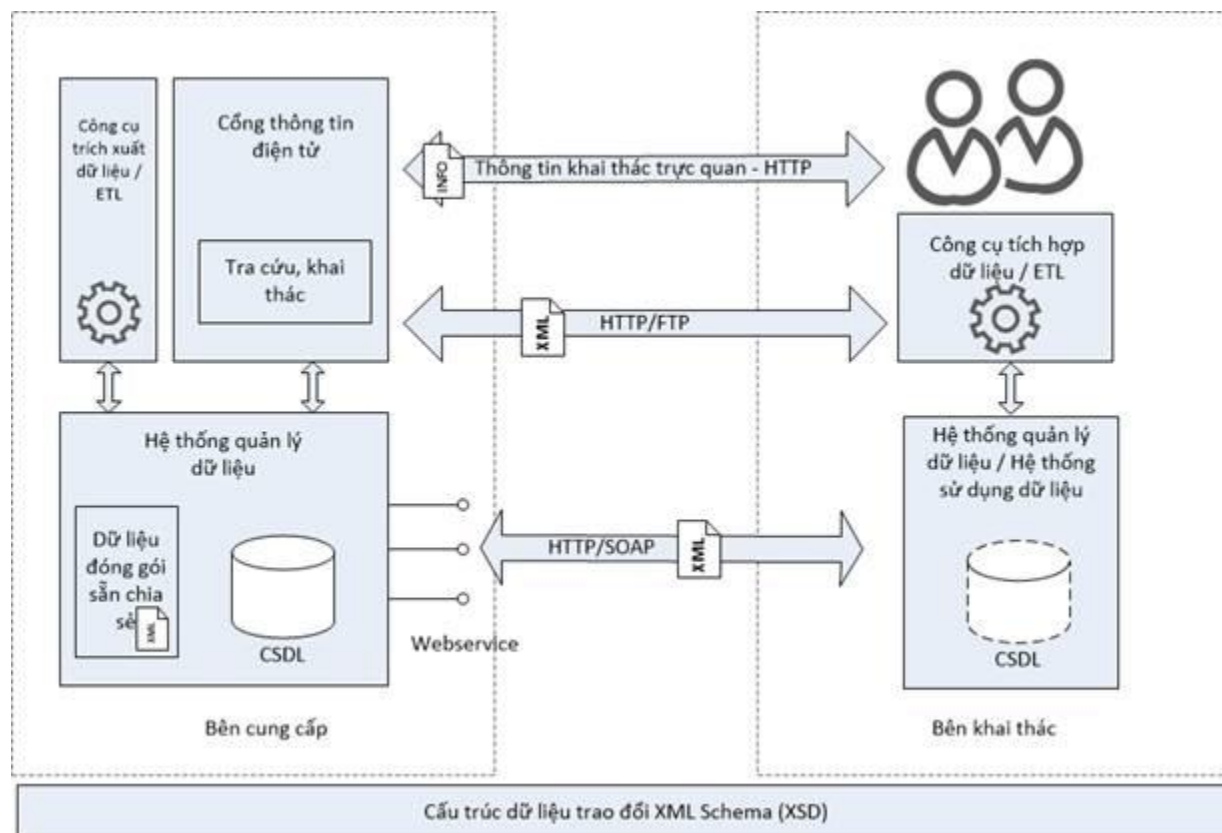 Công cụ
trích xuất
dữ liệu /
ETL
Cổng thông tin
điện tử
Tra cứu, khai
thác
INFO
Thông tin khai thác trực quan - HTTP
Công cụ tích hợp
dữ liệu / ETL
XML
HTTP/FTP
Hệ thống quản lý
dữ liệu
Dữ liệu
đóng gói
sẵn chia
sẻ
XML
CSDL
Webservice
HTTP/SOAP
XML
Hệ thống quản lý
dữ liệu / Hệ thống
sử dụng dữ liệu
CSDL
Bên cung cấp
Bên khai thác
Cấu trúc dữ liệu trao đổi XML Schema (XSD)